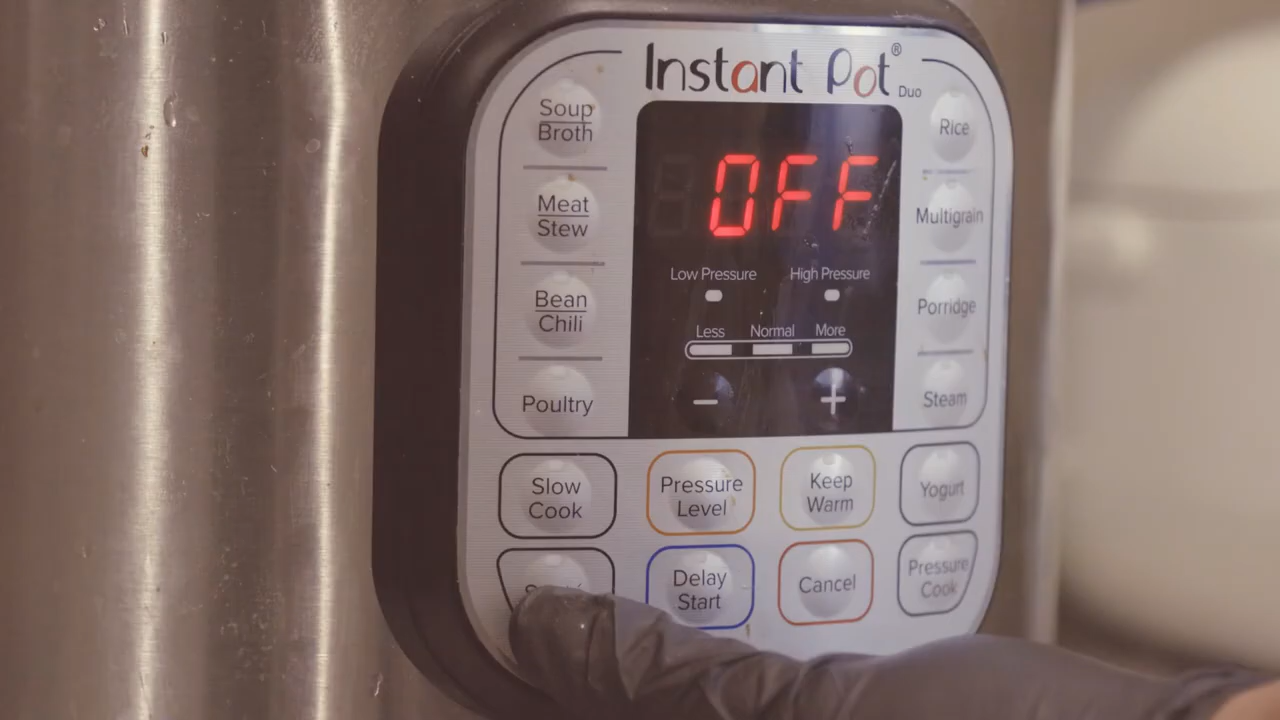 Instant Pot®
Duo
Soup
Broth
Meat
Stew
Bean
Chili
Poultry
OFF
Low Pressure High Pressure
Less Normal More
− +
Rice
Multigrain
Porridge
Steam
Slow
Cook
Pressure
Level
Keep
Warm
Yogurt
Delay
Start
Cancel
Pressure
Cook